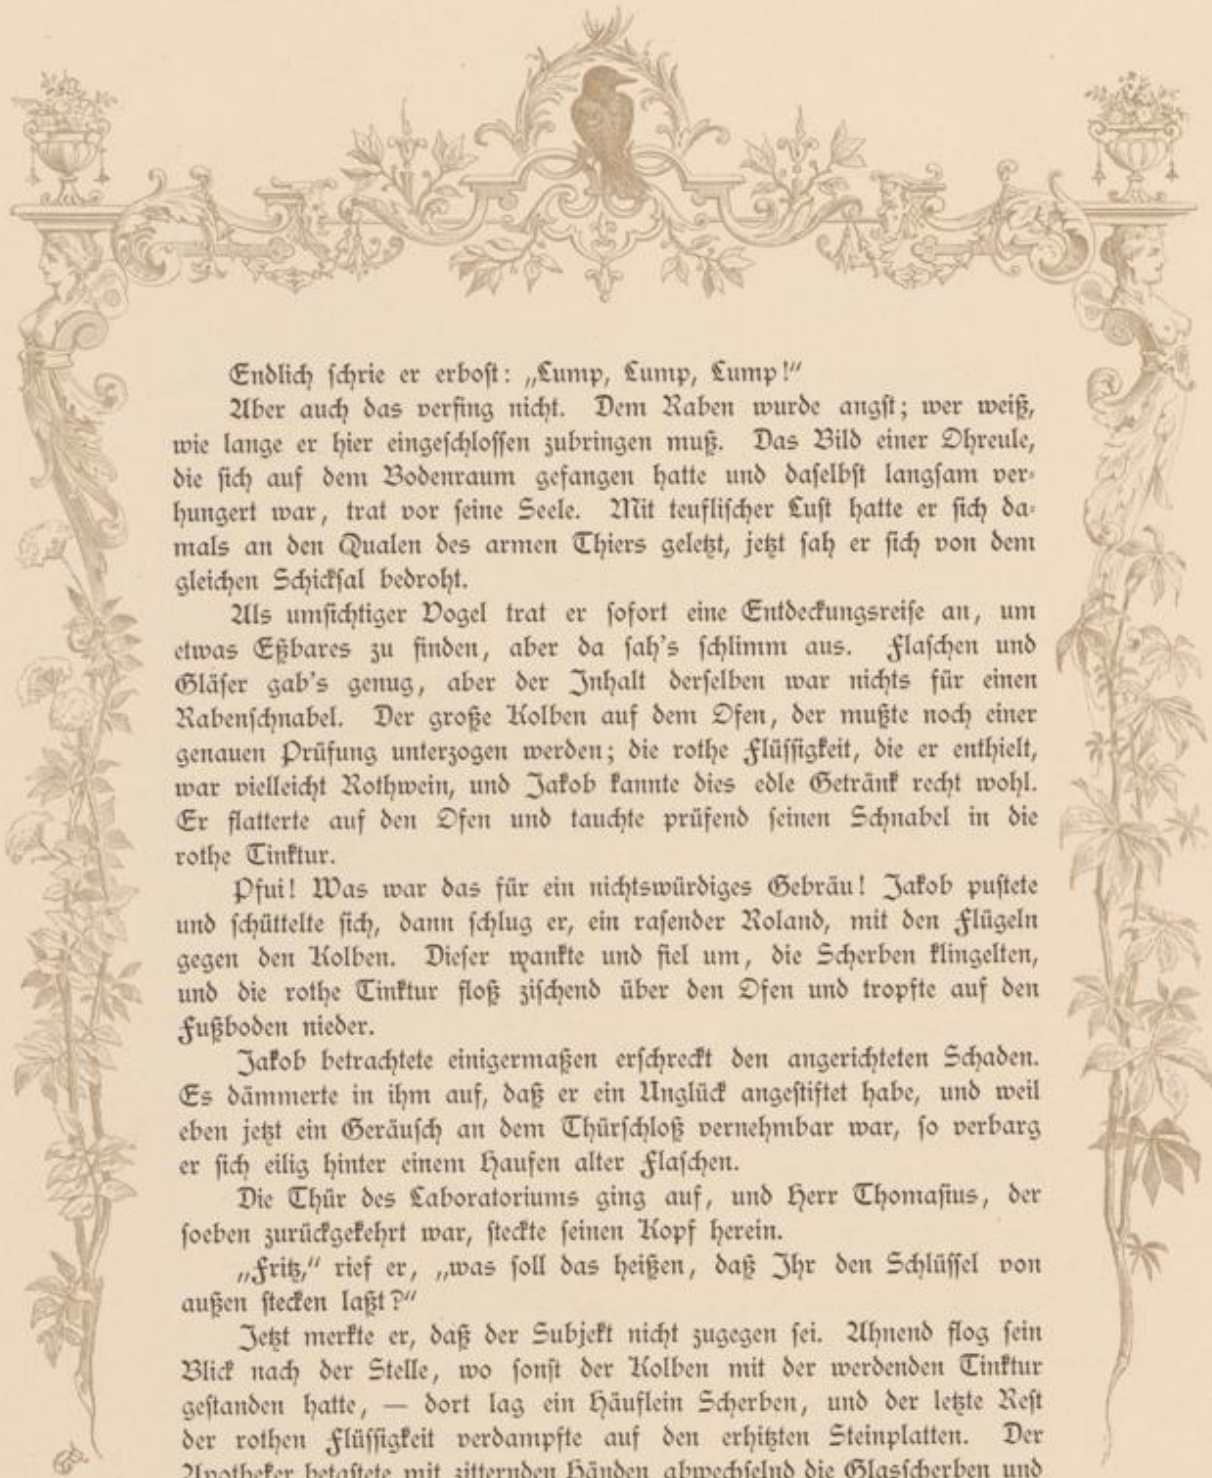 Endlich schrie er erbost: „Lump, Lump, Lump!“
Aber auch das verfing nicht. Dem Raben wurde angst; wer weiß,
wie lange er hier eingeschlossen zubringen muß. Das Bild einer Ohreule,
die sich auf dem Bodenraum gefangen hatte und daselbst langsam ver-
hungert war, trat vor seine Seele. Mit teuflischer Lust hatte er sich da-
mals an den Qualen des armen Thiers geletzt, jetzt sah er sich von dem
gleichen Schicksal bedroht.
Als umsichtiger Vogel trat er sofort eine Entdeckungsreise an, um
etwas Eßbares zu finden, aber da sah's schlimm aus. Flaschen und
Gläser gab's genug, aber der Inhalt derselben war nichts für einen
Rabenschnabel. Der große Kolben auf dem Ofen, der mußte noch einer
genauen Prüfung unterzogen werden; die rothe Flüssigkeit, die er enthielt,
war vielleicht Rothwein, und Jakob kannte dies edle Getränk recht wohl.
Er flatterte auf den Ofen und tauchte prüfend seinen Schnabel in die
rothe Tinktur.
Pfui! Was war das für ein nichtswürdiges Gebräu! Jakob pustete
und schüttelte sich, dann schlug er, ein rasender Roland, mit den Flügeln
gegen den Kolben. Dieser wankte und fiel um, die Scherben klingelten,
und die rothe Tinktur floß zischend über den Ofen und tropfte auf den
Fußboden nieder.
Jakob betrachtete einigermaßen erschreckt den angerichteten Schaden.
Es dämmerte in ihm auf, daß er ein Unglück angestiftet habe, und weil
eben jetzt ein Geräusch an dem Thürschloß vernehmbar war, so verbarg
er sich eilig hinter einem Haufen alter Flaschen.
Die Thür des Laboratoriums ging auf, und Herr Thomasius, der
soeben zurückgekehrt war, steckte seinen Kopf herein.
„Fritz,“ rief er, „was soll das heißen, daß Ihr den Schlüssel von
außen stecken laßt?“
Jetzt merkte er, daß der Subjekt nicht zugegen sei. Ahnend flog sein
Blick nach der Stelle, wo sonst der Kolben mit der werdenden Tinktur
gestanden hatte, — dort lag ein Häuflein Scherben, und der letzte Rest
der rothen Flüssigkeit verdampfte auf den erhitzten Steinplatten. Der
Apotheker betastete mit zitternden Händen abwechselnd die Glasscherben und